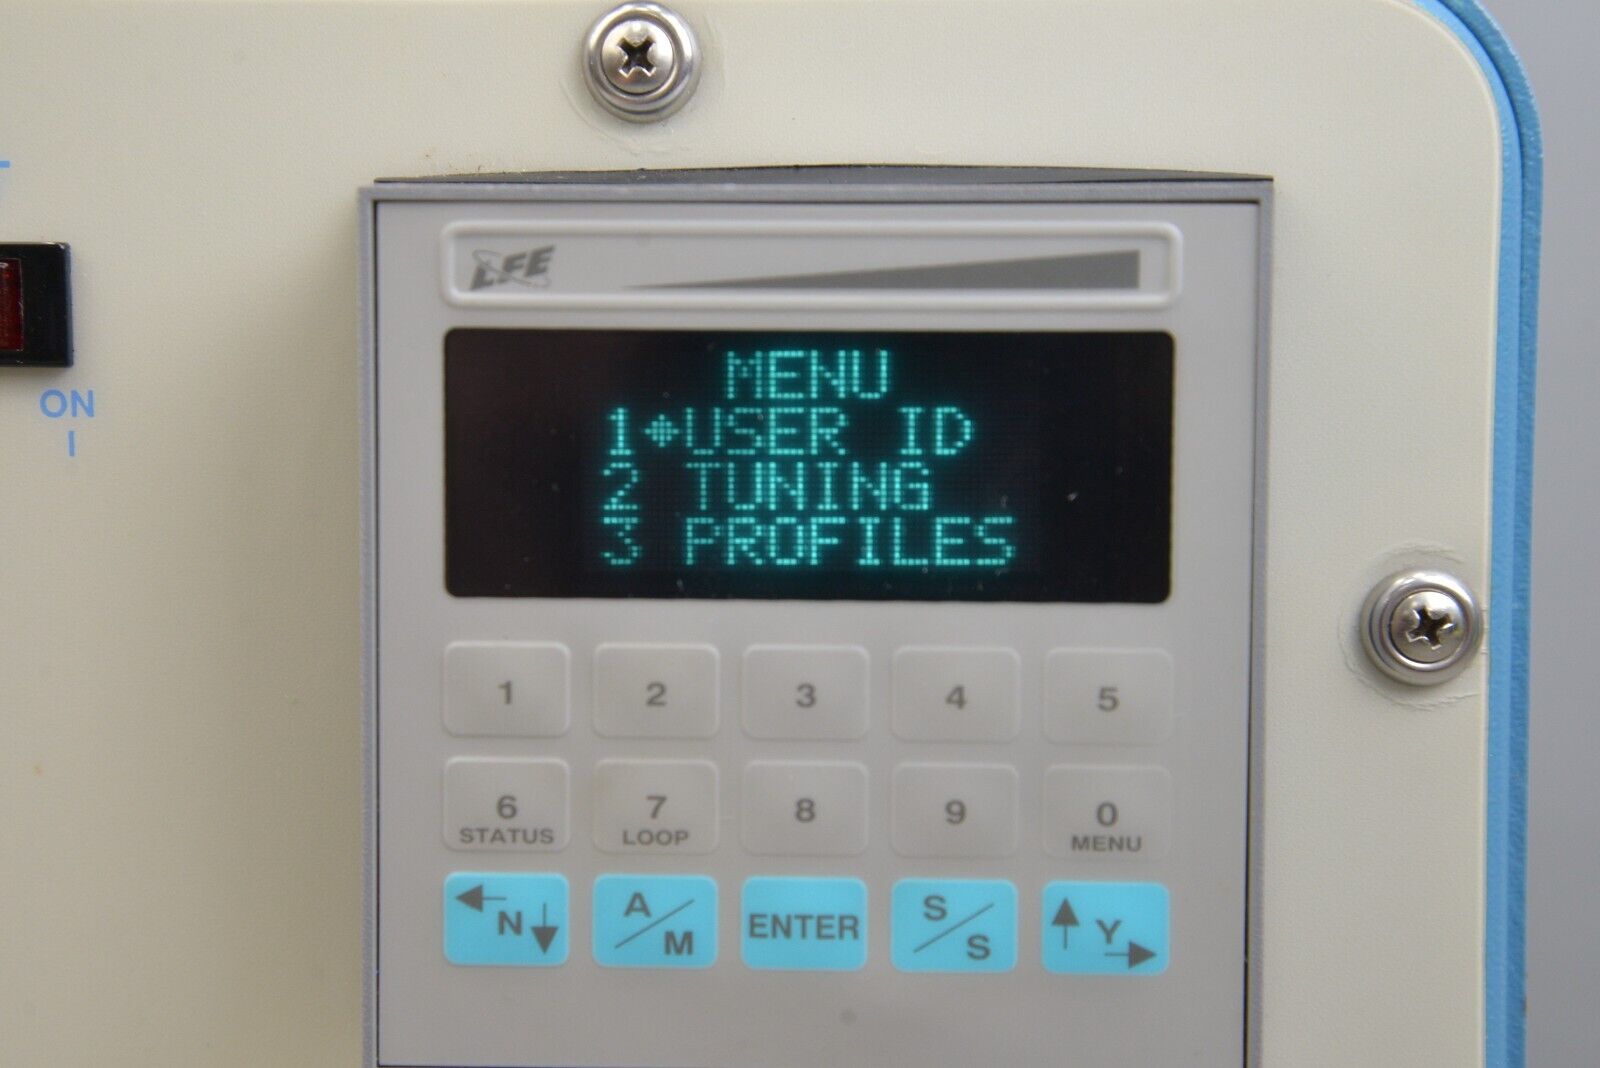 LFE
MENU
1 USER ID
2 TUNING
3 PROFILES
ON
I
1 2 3 4 5
6 7 8 9 0
STATUS LOOP MENU
N A/M ENTER S/S Y